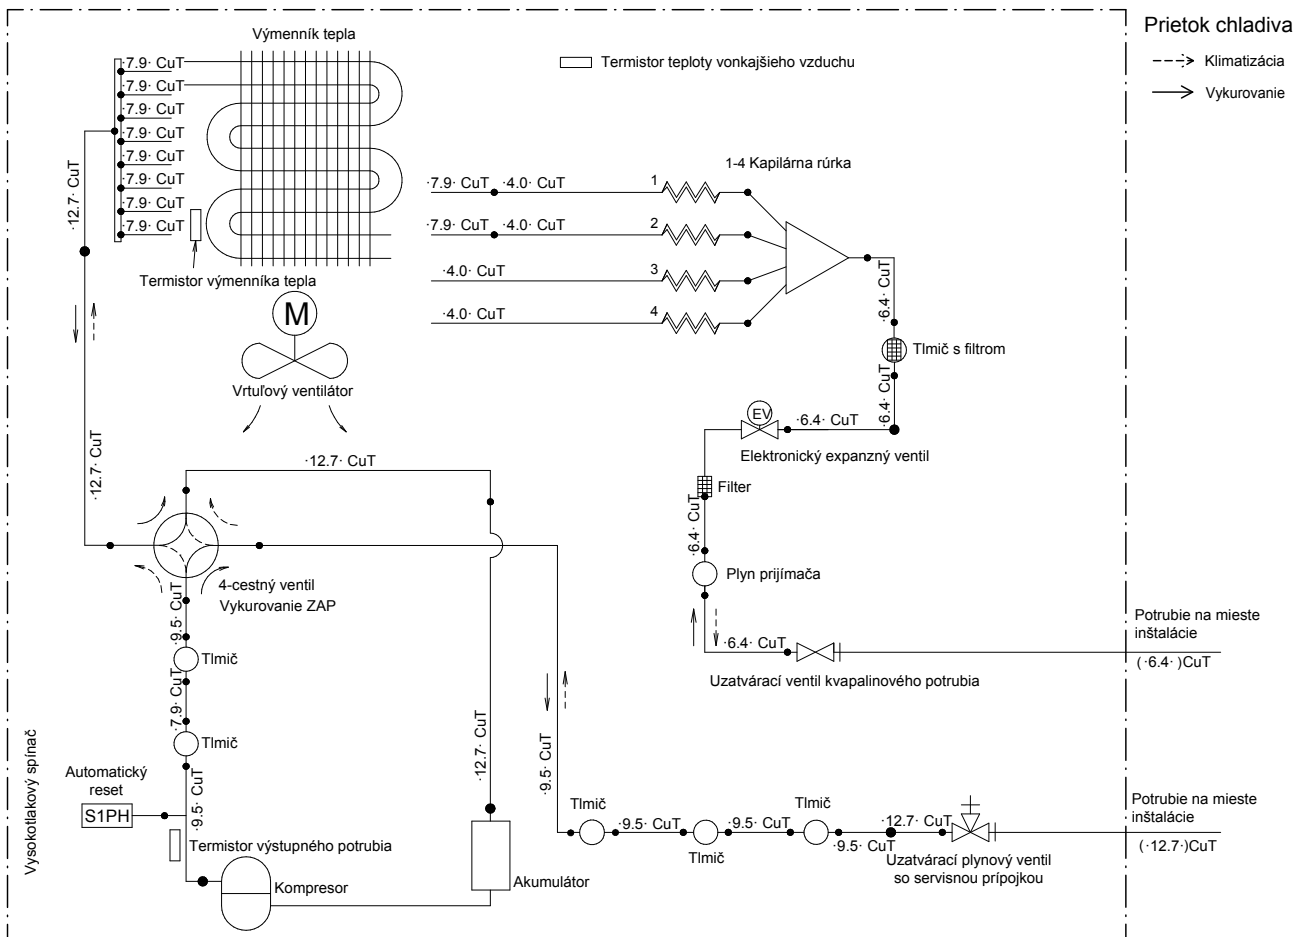 Prietok chladiva
Klimatizácia
Vykurovanie
Výmenník tepla
Termistor teploty vonkajšieho vzduchu
·7.9· CuT
·7.9· CuT
·7.9· CuT
·7.9· CuT
·7.9· CuT
·7.9· CuT
·7.9· CuT
·7.9· CuT
·12.7· CuT
Termistor výmenníka tepla
1-4 Kapilárna rúrka
·7.9· CuT ·4.0· CuT 1
·7.9· CuT ·4.0· CuT 2
·4.0· CuT 3
·4.0· CuT 4
·6.4· CuT
Tlmič s filtrom
·6.4· CuT
·6.4· CuT
M
Vrtuľový ventilátor
EV
·6.4· CuT
Elektronický expanzný ventil
·12.7· CuT
·12.7· CuT
Filter
·6.4· CuT
Plyn prijímača
4-cestný ventil
Vykurovanie ZAP
·9.5· CuT
Tlmič
·7.9· CuT
Tlmič
·6.4· CuT
Uzatvárací ventil kvapalinového potrubia
Potrubie na mieste
inštalácie
(·6.4· )CuT
Vysokotlakový spínač
Automatický
reset
S1PH
·9.5· CuT
Termistor výstupného potrubia
Kompresor
·12.7· CuT
Akumulátor
·9.5· CuT
Tlmič
·9.5· CuT
Tlmič
·9.5· CuT
Tlmič
·9.5· CuT
·12.7· CuT
Uzatvárací plynový ventil
so servisnou prípojkou
Potrubie na mieste
inštalácie
(·12.7·)CuT